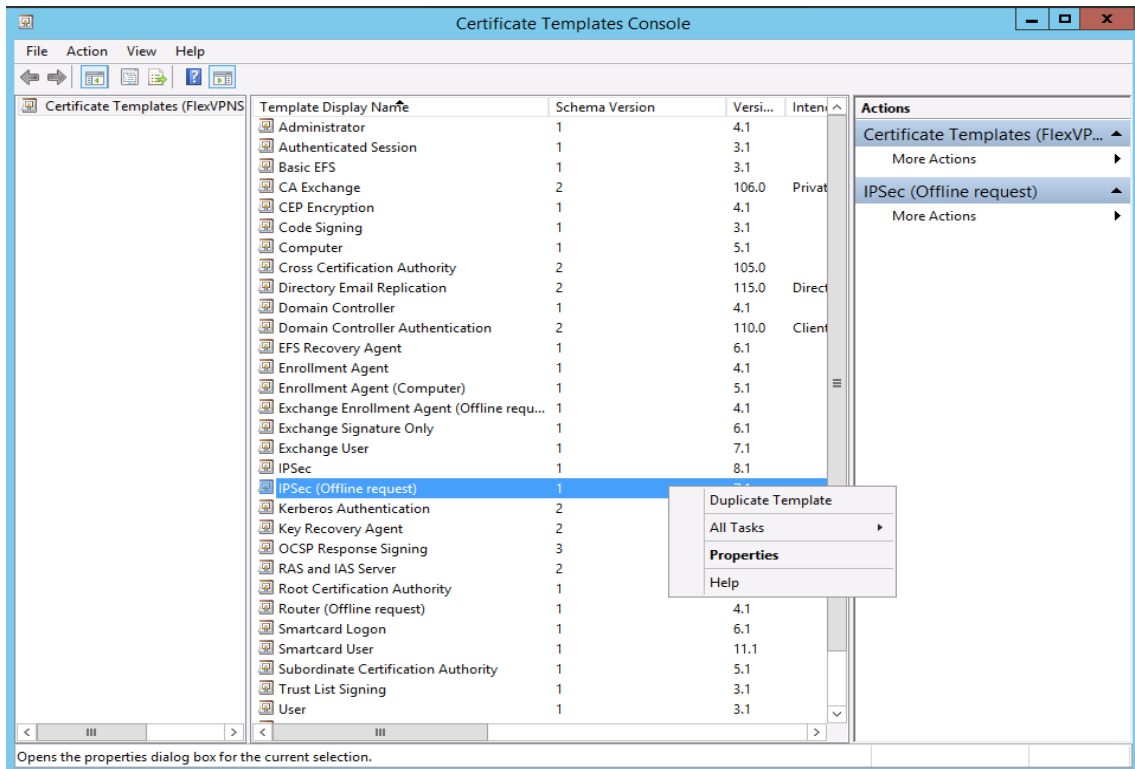 Certificate Templates Console
File Action View Help
Certificate Templates (FlexVPNS
Template Display Name Schema Version Versi... Intend
Administrator 1 4.1
Authenticated Session 1 3.1
Basic EFS 1 3.1
CA Exchange 2 106.0 Privat
CEP Encryption 1 4.1
Code Signing 1 3.1
Computer 1 5.1
Cross Certification Authority 2 105.0
Directory Email Replication 2 115.0 Direct
Domain Controller 1 4.1
Domain Controller Authentication 2 110.0 Client
EFS Recovery Agent 1 6.1
Enrollment Agent 1 4.1
Enrollment Agent (Computer) 1 5.1
Exchange Enrollment Agent (Offline requ... 1 4.1
Exchange Signature Only 1 6.1
Exchange User 1 7.1
IPSec 1 8.1
IPSec (Offline request) 1
Kerberos Authentication 2
Key Recovery Agent 2
OCSP Response Signing 3
RAS and IAS Server 2
Root Certification Authority 1
Router (Offline request) 1 4.1
Smartcard Logon 1 6.1
Smartcard User 1 11.1
Subordinate Certification Authority 1 5.1
Trust List Signing 1 3.1
User 1 3.1
Duplicate Template
All Tasks
Properties
Help
Actions
Certificate Templates (FlexVP...
More Actions
IPSec (Offline request)
More Actions
Opens the properties dialog box for the current selection.